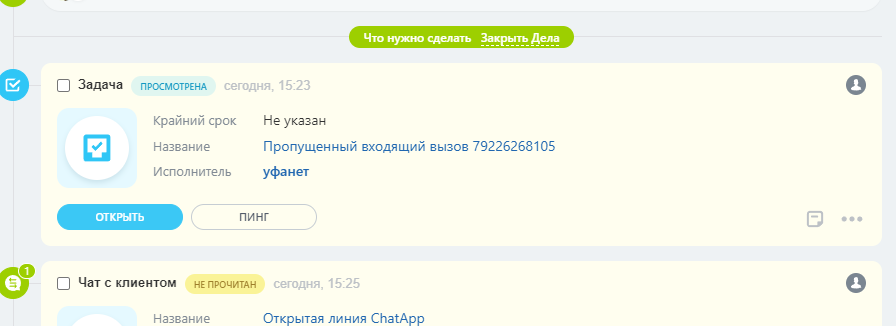 Что нужно сделать Закрыть Дела
Задача ПРОСМОТРЕНА сегодня, 15:23
Крайний срок Не указан
Название Пропущенный входящий вызов 79226268105
Исполнитель уфанет
ОТКРЫТЬ ПИНГ
1
Чат с клиентом НЕ ПРОЧИТАН сегодня, 15:25
Название Открытая линия ChatApp